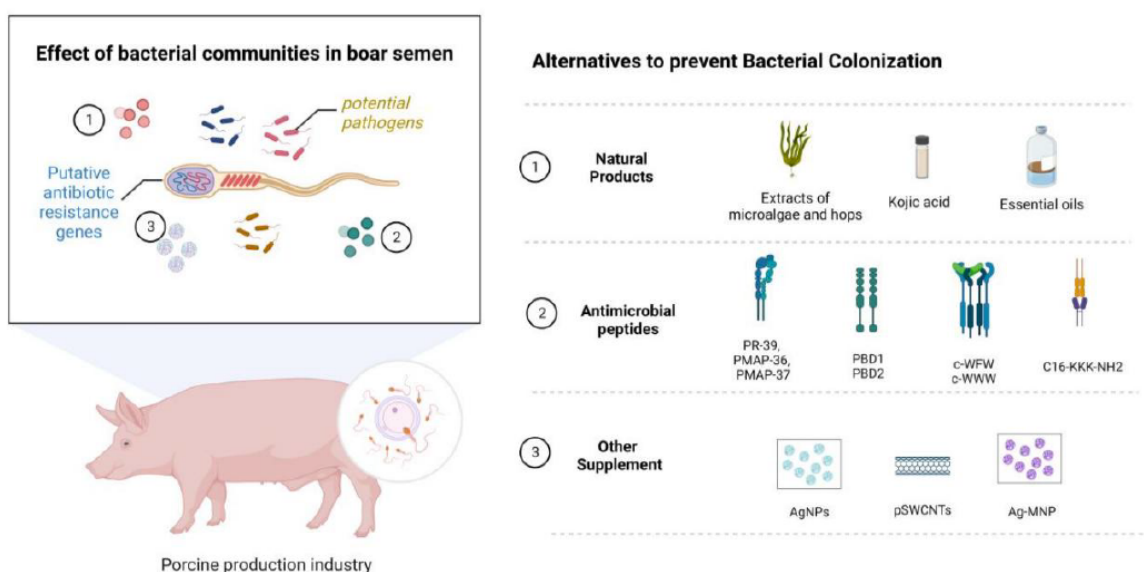 Effect of bacterial communities in boar semen
1
potential
pathogens
Putative
antibiotic
resistance
genes
3
2
Porcine production industry
Alternatives to prevent Bacterial Colonization
1
Natural
Products
Extracts of
microalgae and hops
Kojic acid
Essential oils
2
Antimicrobial
peptides
PR-39,
PMAP-36,
PMAP-37
PBD1
PBD2
c-WFW
c-WWW
C16-KKK-NH2
3
Other
Supplement
AgNPs
pSWCNTs
Ag-MNP